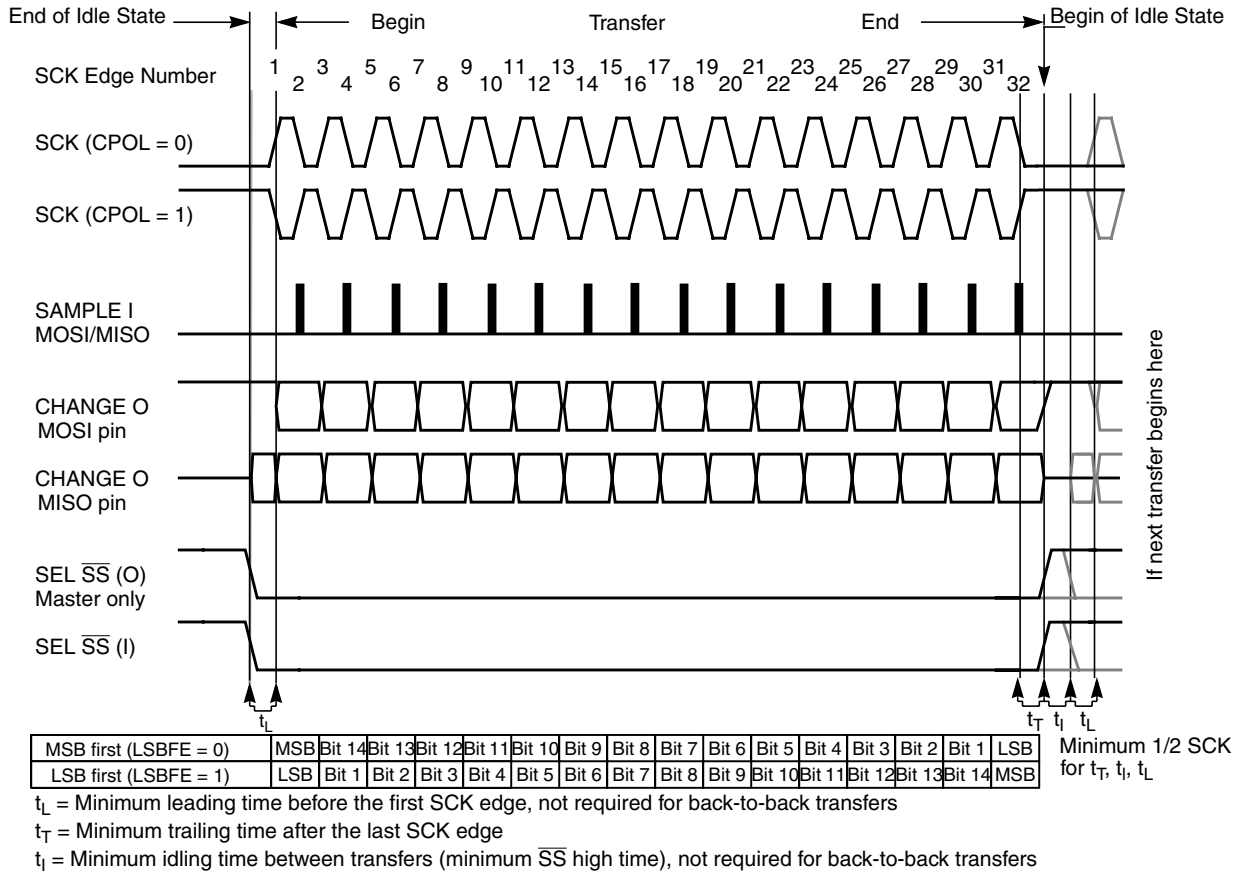 End of Idle State
Begin
Transfer
End
Begin of Idle State
SCK Edge Number
1 3 5 7 9 11 13 15 17 19 21 23 25 27 29 31
2 4 6 8 10 12 14 16 18 20 22 24 26 28 30 32
SCK (CPOL = 0)
SCK (CPOL = 1)
SAMPLE I
MOSI/MISO
CHANGE O
MOSI pin
CHANGE O
MISO pin
SEL SS (O)
Master only
SEL SS (I)
If next transfer begins here
tL
tT tI tL
MSB first (LSBFE = 0) MSB Bit 14 Bit 13 Bit 12 Bit 11 Bit 10 Bit 9 Bit 8 Bit 7 Bit 6 Bit 5 Bit 4 Bit 3 Bit 2 Bit 1 LSB
LSB first (LSBFE = 1) LSB Bit 1 Bit 2 Bit 3 Bit 4 Bit 5 Bit 6 Bit 7 Bit 8 Bit 9 Bit 10 Bit 11 Bit 12 Bit 13 Bit 14 MSB
Minimum 1/2 SCK
for tT, tI, tL
tL = Minimum leading time before the first SCK edge, not required for back-to-back transfers
tT = Minimum trailing time after the last SCK edge
tI = Minimum idling time between transfers (minimum SS high time), not required for back-to-back transfers